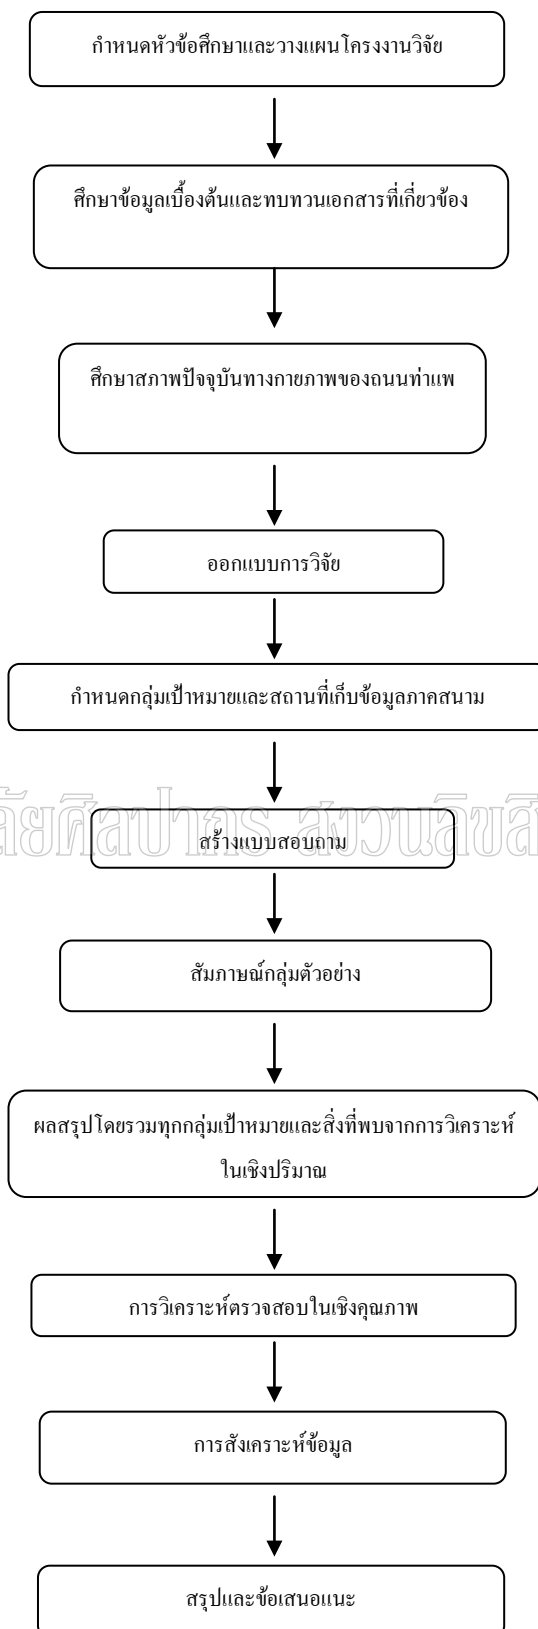 กำหนดหัวข้อศึกษาและวางแผนโครงงานวิจัย
ศึกษาข้อมูลเบื้องต้นและทบทวนเอกสารที่เกี่ยวข้อง
ศึกษาสภาพปัจจุบันทางกายภาพของถนนท่าแพ
ออกแบบการวิจัย
กำหนดกลุ่มเป้าหมายและสถานที่เก็บข้อมูลภาคสนาม
ลัยศิลปากร สงวนลิขสิ
สร้างแบบสอบถาม
สัมภาษณ์กลุ่มตัวอย่าง
ผลสรุปโดยรวมทุกกลุ่มเป้าหมายและสิ่งที่พบจากการวิเคราะห์
ในเชิงปริมาณ
การวิเคราะห์ตรวจสอบในเชิงคุณภาพ
การสังเคราะห์ข้อมูล
สรุปและข้อเสนอแนะ